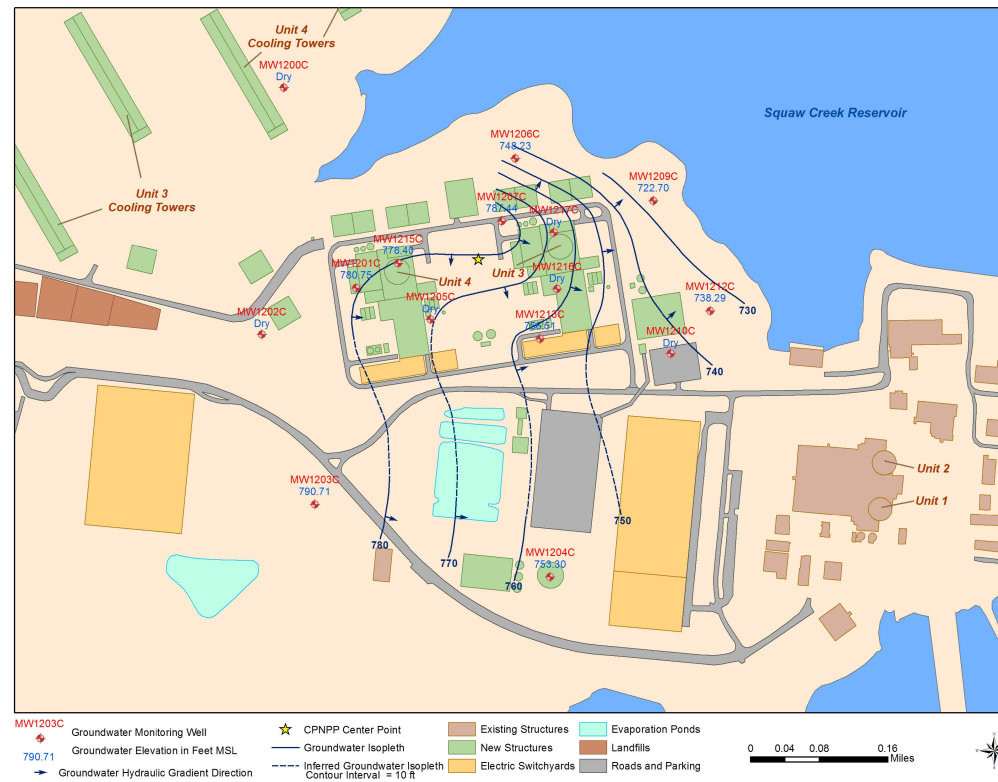 Unit 4
Cooling Towers
MW1200C
Dry
Squaw Creek Reservoir
MW1206C
748.23
MW1209C
722.70
Unit 3
Cooling Towers
MW1207C
787.44
MW1217C
Dry
MW1215C
778.40
MW1201C
780.75
Unit 4
Unit 3
MW1216C
Dry
MW1205C
Dry
MW1212C
738.29
730
MW1202C
Dry
MW1213C
MW1210C
Dry
740
Unit 2
Unit 1
MW1203C
790.71
750
780
770
760
MW1204C
753.30
MW1203C
790.71
Groundwater Monitoring Well
Groundwater Elevation in Feet MSL
Groundwater Hydraulic Gradient Direction
CPNPP Center Point
Groundwater Isopleth
Inferred Groundwater Isopleth
Contour Interval = 10 ft
Existing Structures
New Structures
Electric Switchyards
Evaporation Ponds
Landfills
Roads and Parking
0 0.04 0.08 0.16
Miles